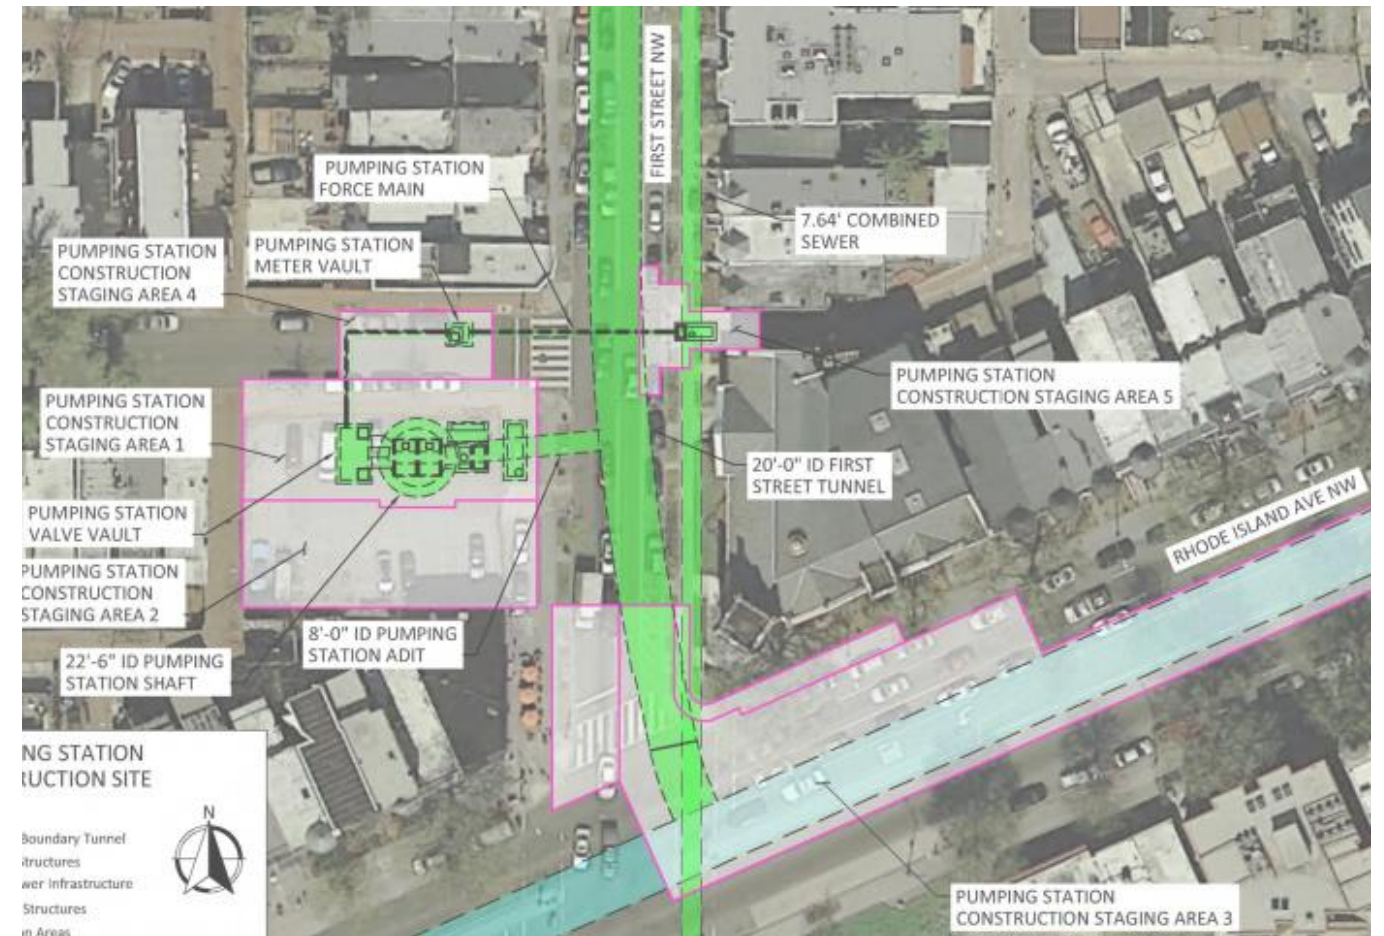 FIRST STREET NW
PUMPING STATION
FORCE MAIN
7.64' COMBINED
SEWER
PUMPING STATION
CONSTRUCTION
STAGING AREA 4
PUMPING STATION
METER VAULT
PUMPING STATION
CONSTRUCTION STAGING AREA 5
PUMPING STATION
CONSTRUCTION
STAGING AREA 1
20'-0" ID FIRST
STREET TUNNEL
RHODE ISLAND AVE NW
PUMPING STATION
VALVE VAULT
PUMPING STATION
CONSTRUCTION
STAGING AREA 2
8'-0" ID PUMPING
STATION ADIT
22'-6" ID PUMPING
STATION SHAFT
NG STATION
RUCTION SITE
N
Boundary Tunnel
Structures
wer Infrastructure
Structures
n Areas
PUMPING STATION
CONSTRUCTION STAGING AREA 3